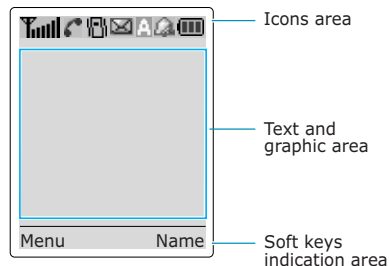 Icons area
A
Text and
graphic area
Menu Name
Soft keys
indication area